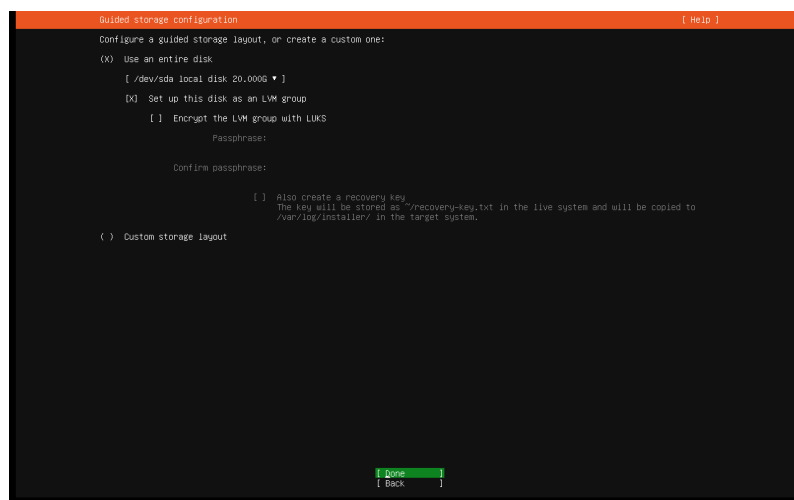 Guided storage configuration [ Help ]
Configure a guided storage layout, or create a custom one:
(X) Use an entire disk
[ /dev/sda local disk 20.000G ▾ ]
[X] Set up this disk as an LVM group
[ ] Encrypt the LVM group with LUKS
Passphrase:
Confirm passphrase:
[ ] Also create a recovery key
The key will be stored as ~/recovery-key.txt in the live system and will be copied to
/var/log/installer/ in the target system.
( ) Custom storage layout
[ Done ]
[ Back ]